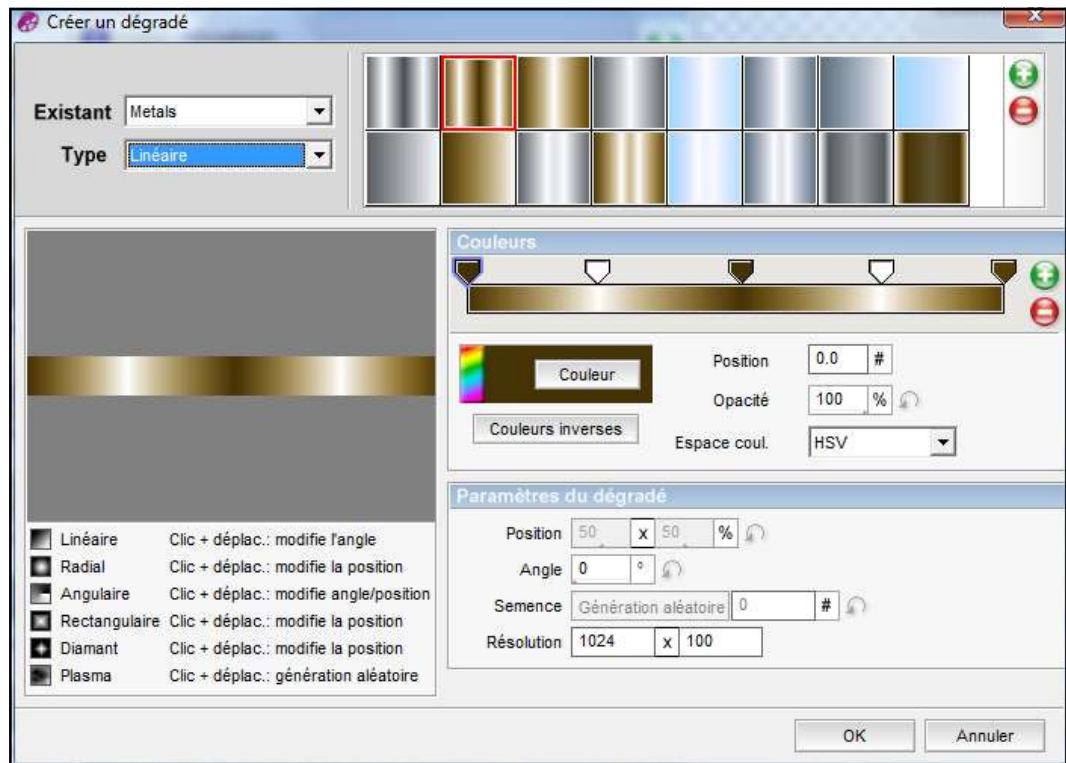 Créer un dégradé
Existant Metals
Type Linéaire
Couleurs
Couleur
Couleurs inverses
Position 0.0 #
Opacité 100 %
Espace coul. HSV
Linéaire Clic + déplac.: modifie l'angle
Radial Clic + déplac.: modifie la position
Angulaire Clic + déplac.: modifie angle/position
Rectangulaire Clic + déplac.: modifie la position
Diamant Clic + déplac.: modifie la position
Plasma Clic + déplac.: génération aléatoire
Paramètres du dégradé
Position 50 x 50 %
Angle 0 °
Semence Génération aléatoire 0 #
Résolution 1024 x 100
OK Annuler